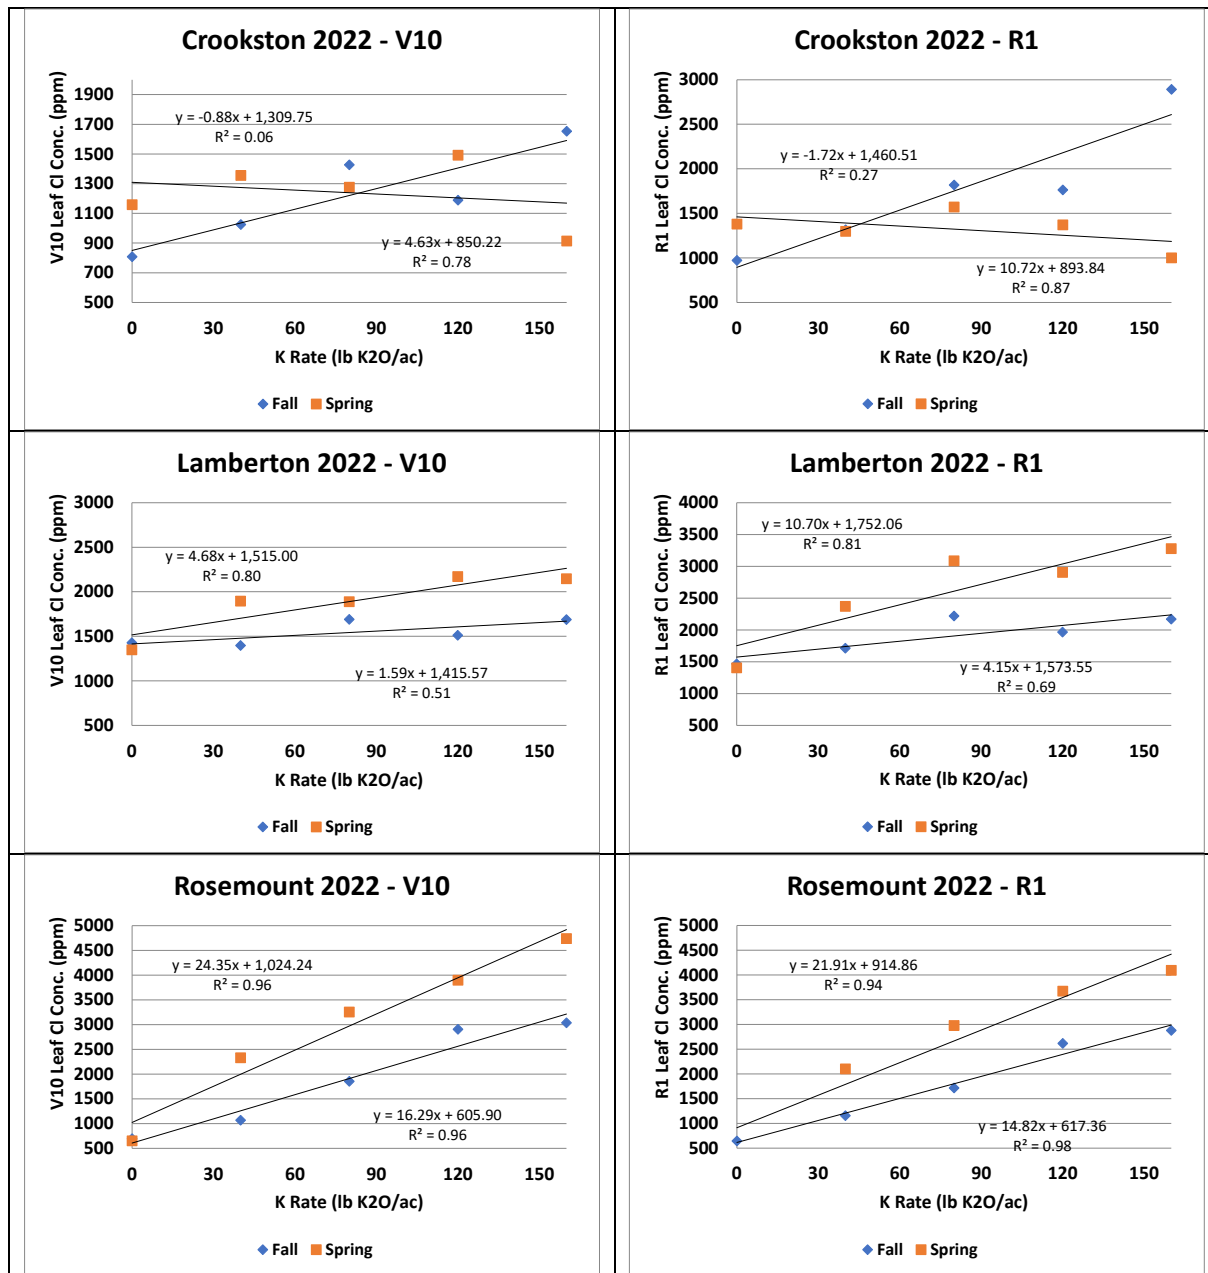 Crookston 2022 - V10
V10 Leaf Cl Conc. (ppm)
1900
1700
1500
1300
1100
900
700
500
y = -0.88x + 1,309.75
R² = 0.06
y = 4.63x + 850.22
R² = 0.78
0 30 60 90 120 150
K Rate (lb K2O/ac)
Fall Spring
Crookston 2022 - R1
R1 Leaf Cl Conc. (ppm)
3000
2500
2000
1500
1000
500
y = -1.72x + 1,460.51
R² = 0.27
y = 10.72x + 893.84
R² = 0.87
0 30 60 90 120 150
K Rate (lb K2O/ac)
Fall Spring
Lamberton 2022 - V10
V10 Leaf Cl Conc. (ppm)
3000
2500
2000
1500
1000
500
y = 4.68x + 1,515.00
R² = 0.80
y = 1.59x + 1,415.57
R² = 0.51
0 30 60 90 120 150
K Rate (lb K2O/ac)
Fall Spring
Lamberton 2022 - R1
R1 Leaf Cl Conc. (ppm)
4000
3500
3000
2500
2000
1500
1000
500
y = 10.70x + 1,752.06
R² = 0.81
y = 4.15x + 1,573.55
R² = 0.69
0 30 60 90 120 150
K Rate (lb K2O/ac)
Fall Spring
Rosemount 2022 - V10
V10 Leaf Cl Conc. (ppm)
5000
4500
4000
3500
3000
2500
2000
1500
1000
500
y = 24.35x + 1,024.24
R² = 0.96
y = 16.29x + 605.90
R² = 0.96
0 30 60 90 120 150
K Rate (lb K2O/ac)
Fall Spring
Rosemount 2022 - R1
R1 Leaf Cl Conc. (ppm)
5000
4500
4000
3500
3000
2500
2000
1500
1000
500
y = 21.91x + 914.86
R² = 0.94
y = 14.82x + 617.36
R² = 0.98
0 30 60 90 120 150
K Rate (lb K2O/ac)
Fall Spring